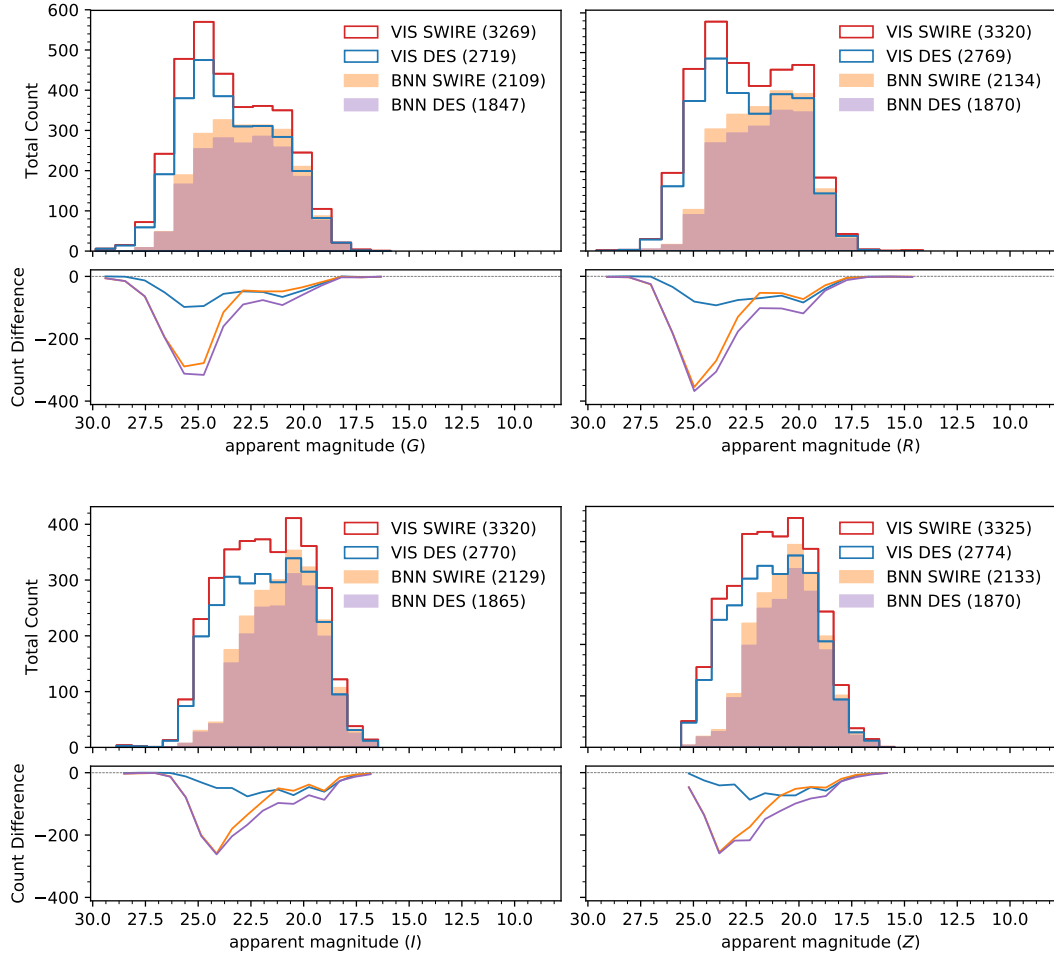 600
500
400
300
200
100
0
Total Count
VIS SWIRE (3269)
VIS DES (2719)
BNN SWIRE (2109)
BNN DES (1847)
VIS SWIRE (3320)
VIS DES (2769)
BNN SWIRE (2134)
BNN DES (1870)
0
−200
−400
Count Difference
30.0 27.5 25.0 22.5 20.0 17.5 15.0 12.5 10.0
apparent magnitude (G)
30.0 27.5 25.0 22.5 20.0 17.5 15.0 12.5 10.0
apparent magnitude (R)
400
300
200
100
0
Total Count
VIS SWIRE (3320)
VIS DES (2770)
BNN SWIRE (2129)
BNN DES (1865)
VIS SWIRE (3325)
VIS DES (2774)
BNN SWIRE (2133)
BNN DES (1870)
0
−200
−400
Count Difference
30.0 27.5 25.0 22.5 20.0 17.5 15.0 12.5 10.0
apparent magnitude (I)
30.0 27.5 25.0 22.5 20.0 17.5 15.0 12.5 10.0
apparent magnitude (Z)